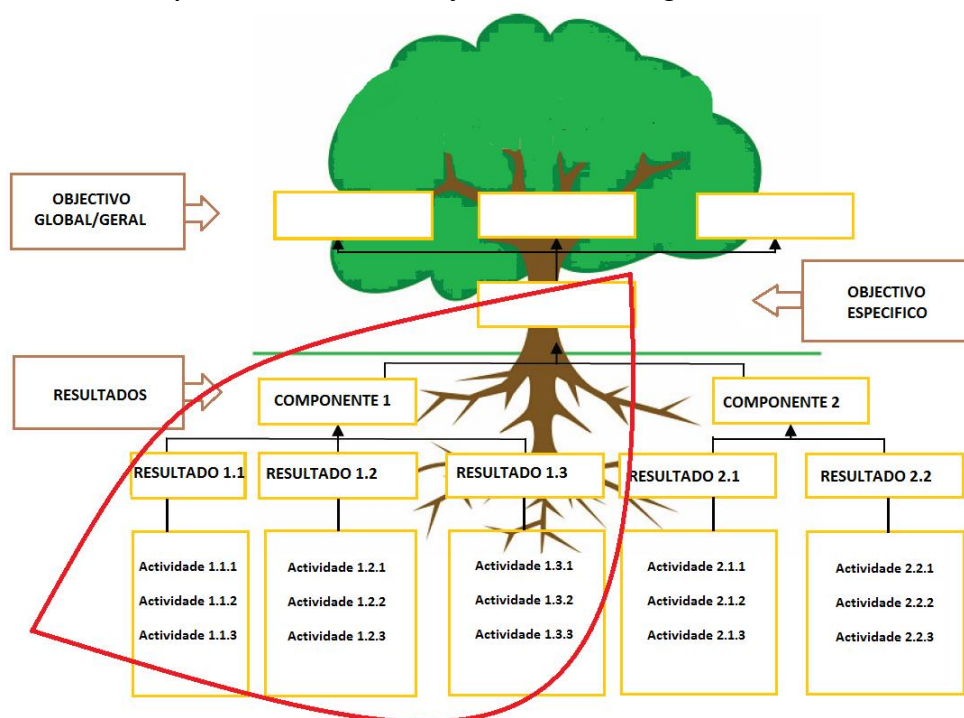 OBJECTIVO
GLOBAL/GERAL
OBJECTIVO
ESPECIFICO
RESULTADOS
COMPONENTE 1
COMPONENTE 2
RESULTADO 1.1
RESULTADO 1.2
RESULTADO 1.3
RESULTADO 2.1
RESULTADO 2.2
Actividade 1.1.1
Actividade 1.1.2
Actividade 1.1.3
Actividade 1.2.1
Actividade 1.2.2
Actividade 1.2.3
Actividade 1.3.1
Actividade 1.3.2
Actividade 1.3.3
Actividade 2.1.1
Actividade 2.1.2
Actividade 2.1.3
Actividade 2.2.1
Actividade 2.2.2
Actividade 2.2.3